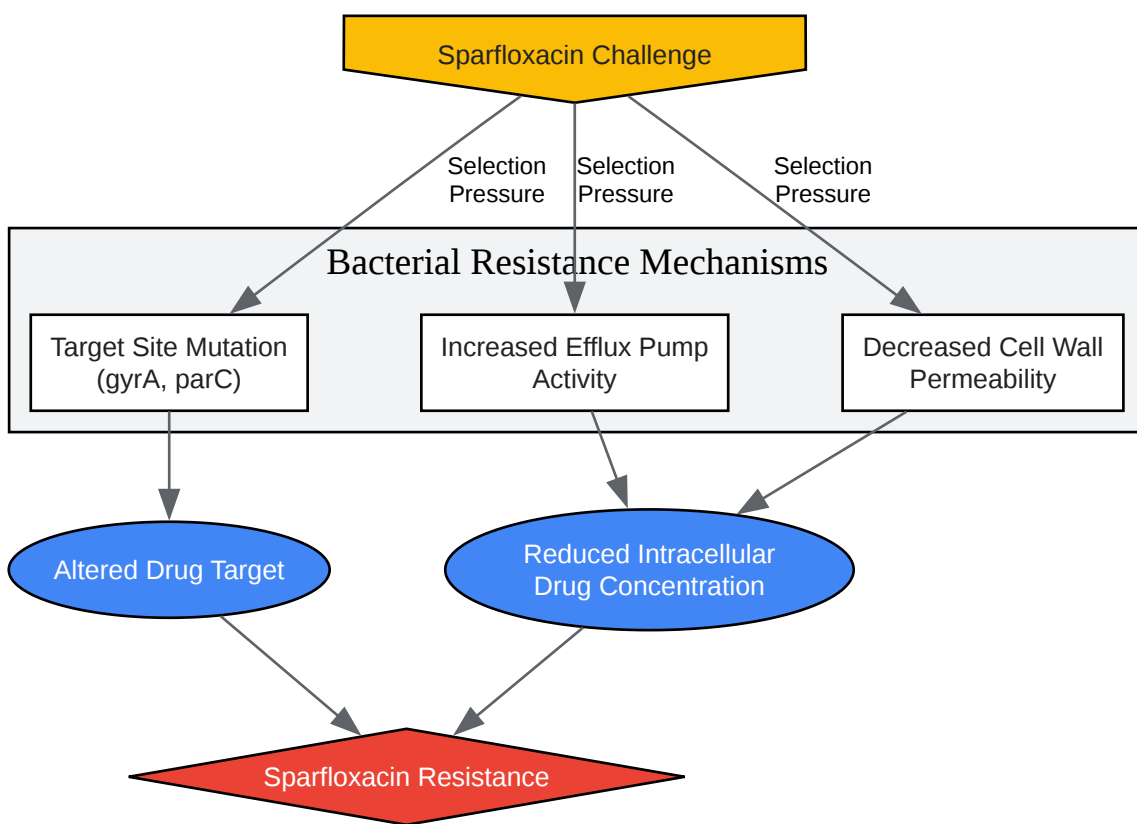 Sparfloxacin Challenge
Selection
Pressure
Selection
Pressure
Selection
Pressure
Bacterial Resistance Mechanisms
Target Site Mutation
(gyrA, parC)
Increased Efflux Pump
Activity
Decreased Cell Wall
Permeability
Altered Drug Target
Reduced Intracellular
Drug Concentration
Sparfloxacin Resistance